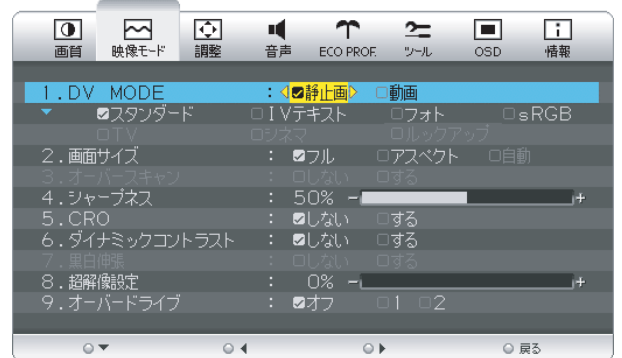 画質 映像モード 調整 音声 ECO PROF. ツール OSD 情報
1.DV MODE : 静止画 動画
スタンダード IVテキスト フォト sRGB
TV シネマ ルックアップ
2.画面サイズ : フル アスペクト 自動
3.オーバースキャン : しない する
4.シャープネス : 50% - +
5.CRO : しない する
6.ダイナミックコントラスト : しない する
7.黒白伸張 : しない する
8.超解像設定 : 0% - +
9.オーバードライブ : オフ 1 2
戻る